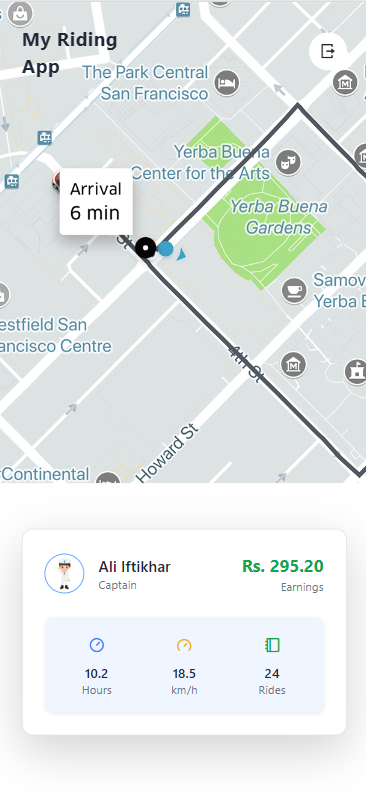 My Riding
App
The Park Central
San Francisco
Yerba Buena
Center for the Arts
Arrival
6 min
Yerba Buena
Gardens
St
Samov
Yerba B
estfield San
ancisco Centre
4th St
Howard St
Continental
Ali Iftikhar
Captain
Rs. 295.20
Earnings
10.2
Hours
18.5
km/h
24
Rides